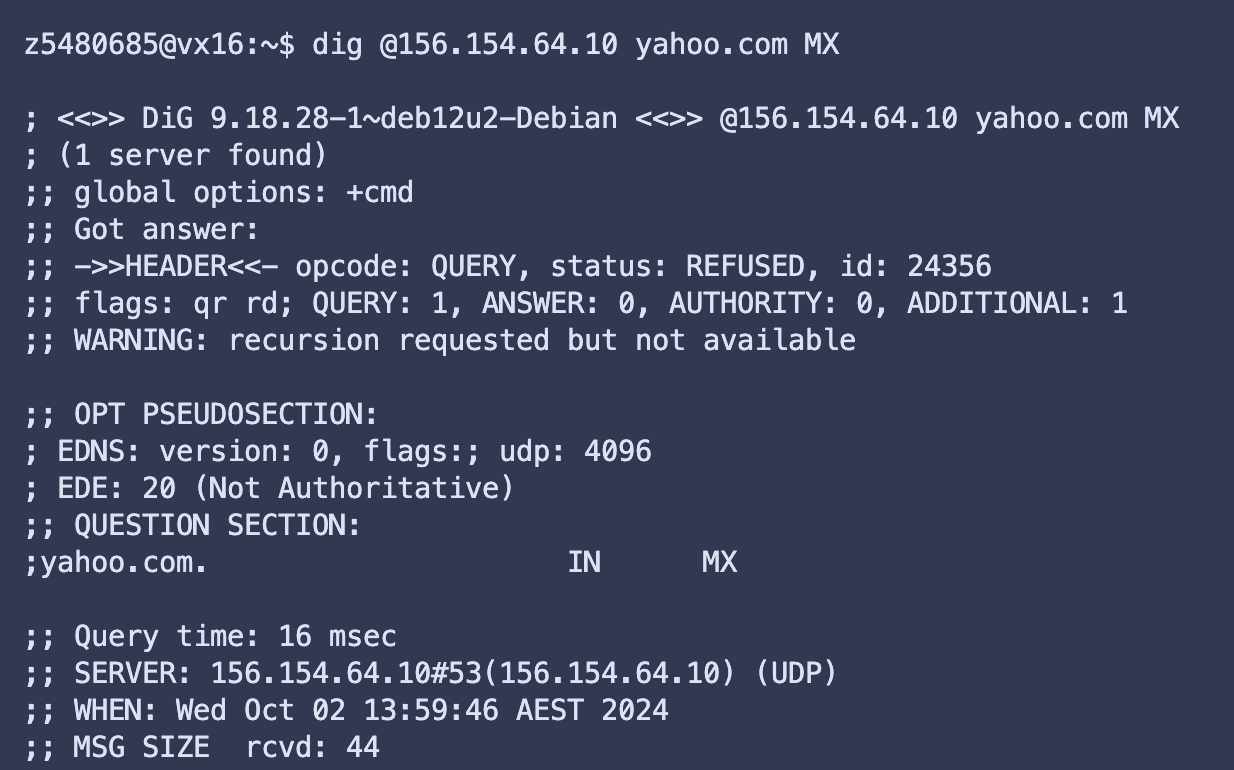 z5480685@vx16:~$ dig @156.154.64.10 yahoo.com MX
; <<>> DiG 9.18.28-1~deb12u2-Debian <<>> @156.154.64.10 yahoo.com MX
; (1 server found)
;; global options: +cmd
;; Got answer:
;; ->>HEADER<<- opcode: QUERY, status: REFUSED, id: 24356
;; flags: qr rd; QUERY: 1, ANSWER: 0, AUTHORITY: 0, ADDITIONAL: 1
;; WARNING: recursion requested but not available
;; OPT PSEUDOSECTION:
; EDNS: version: 0, flags:; udp: 4096
; EDE: 20 (Not Authoritative)
;; QUESTION SECTION:
;yahoo.com. IN MX
;; Query time: 16 msec
;; SERVER: 156.154.64.10#53(156.154.64.10) (UDP)
;; WHEN: Wed Oct 02 13:59:46 AEST 2024
;; MSG SIZE  rcvd: 44